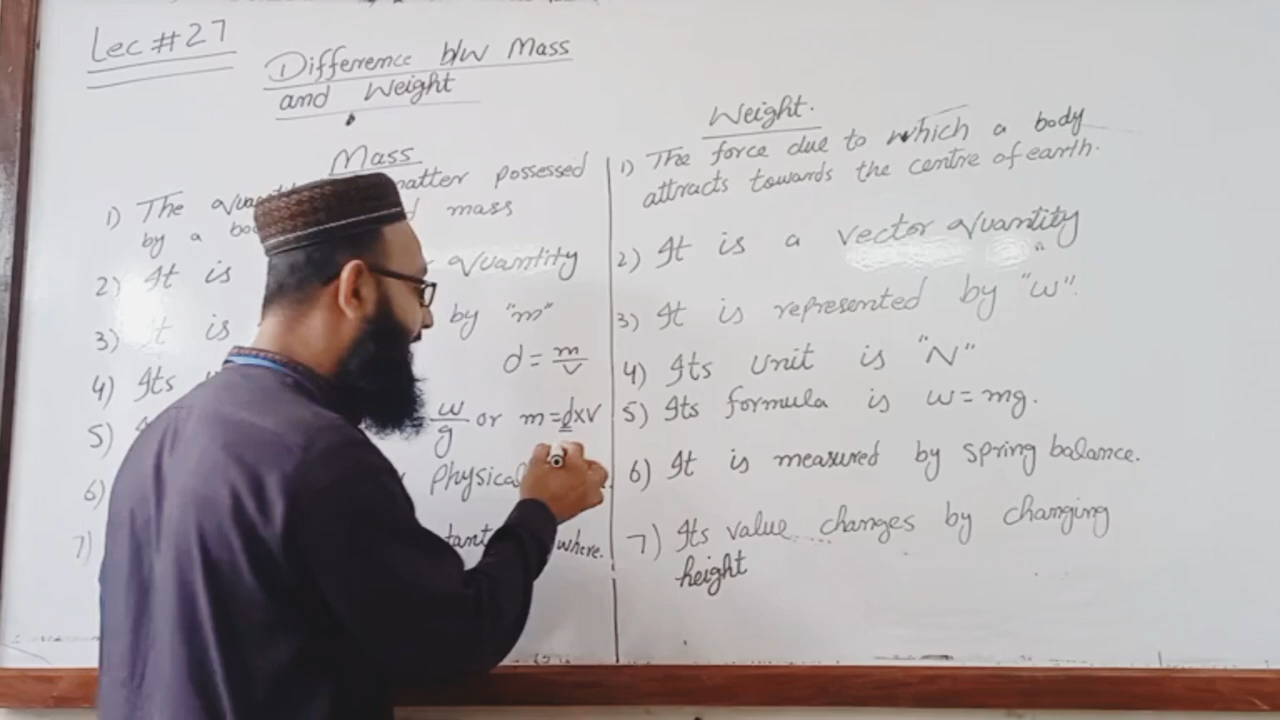 Lec # 27
Difference b/w Mass
and Weight
Mass
1) The matter possessed
by a mass
2) It is quantity
3) It is by "m"
d = m/v
4) Its
5) w/g or m = d x v
6) Physical
7) where.
Weight.
1) The force due to which a body
attracts towards the centre of earth.
2) It is a vector quantity
3) It is represented by "w".
4) Its Unit is "N"
5) Its formula is w = mg.
6) It is measured by spring balance.
7) Its value changes by changing
height